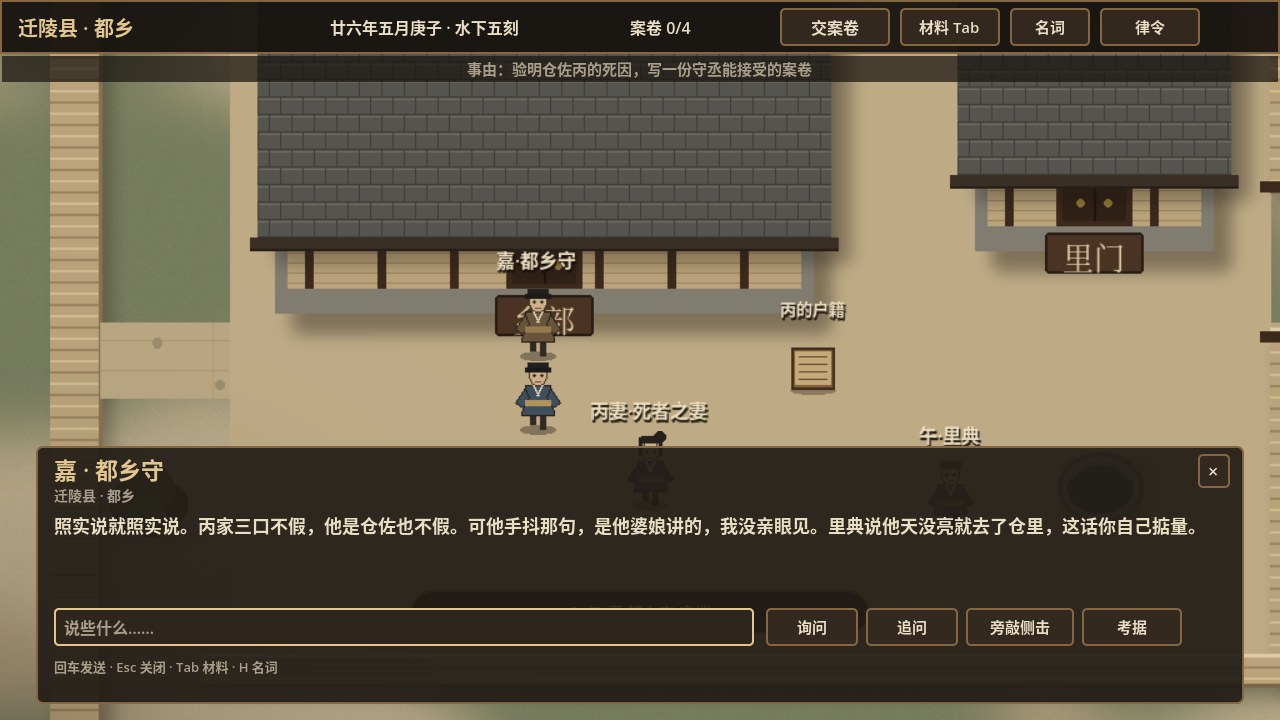 迁陵县 · 都乡
廿六年五月庚子 · 水下五刻
案卷 0/4
交案卷
材料 Tab
名词
律令
事由：验明仓佐丙的死因，写一份守丞能接受的案卷
嘉·都乡守
部
里门
丙的户籍
丙妻·死者之妻
午·里典
嘉 · 都乡守
×
迁陵县 · 都乡
照实说就照实说。丙家三口不假，他是仓佐也不假。可他手抖那句，是他婆娘讲的，我没亲眼见。里典说他天没亮就去了仓里，这话你自己掂量。
说些什么……
询问
追问
旁敲侧击
考据
回车发送 · Esc 关闭 · Tab 材料 · H 名词